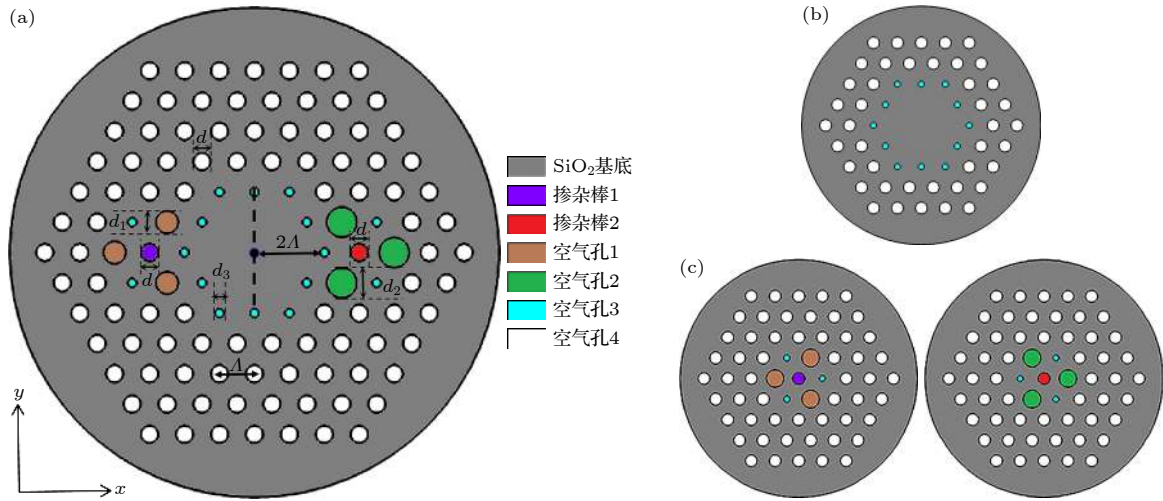 (a)
d
d₁
2Λ
d
d
d₃
d₂
Λ
y
x
SiO₂基底
掺杂棒1
掺杂棒2
空气孔1
空气孔2
空气孔3
空气孔4
(b)
(c)